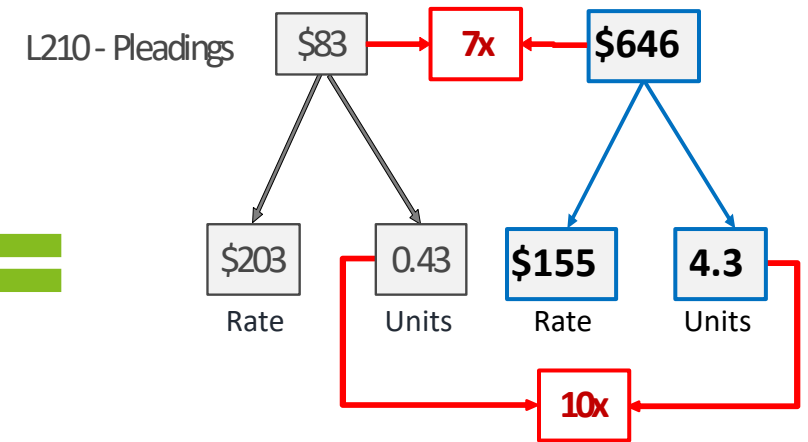 L210 - Pleadings $83 7x $646
$203 0.43 $155 4.3
Rate Units Rate Units
10x